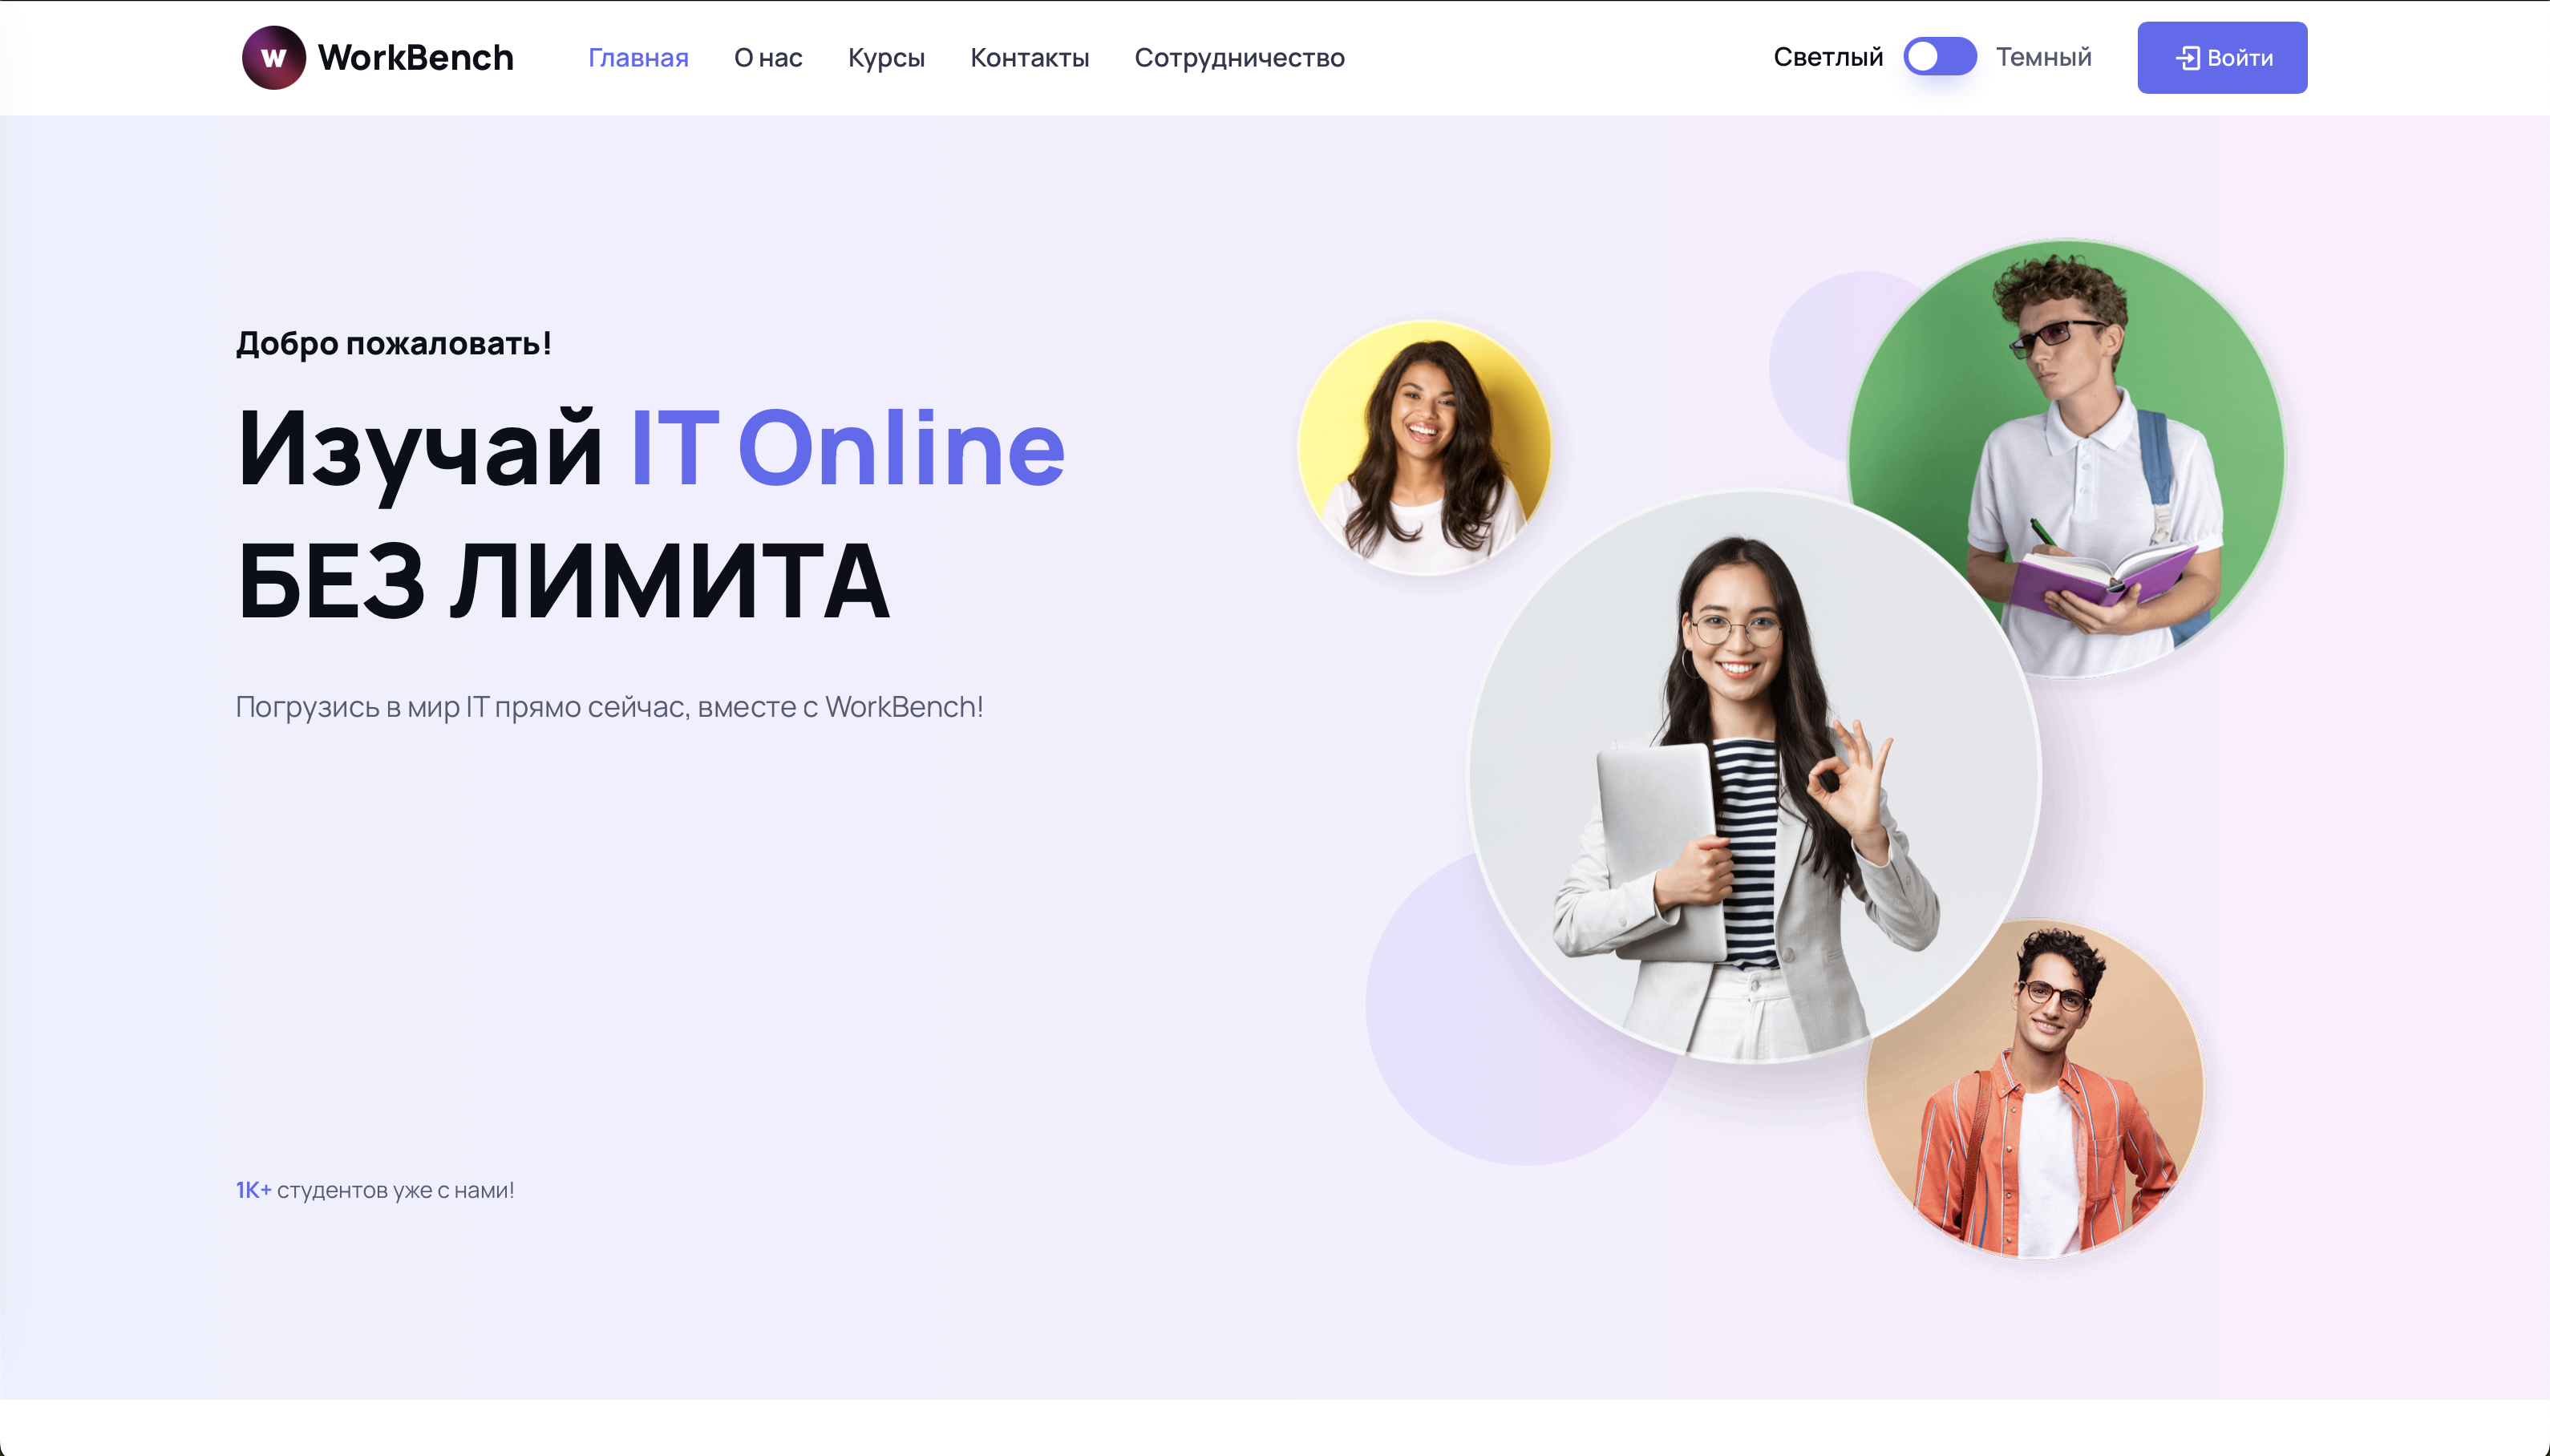 W WorkBench Главная О нас Курсы Контакты Сотрудничество Светлый Темный Войти
Добро пожаловать!
Изучай IT Online
БЕЗ ЛИМИТА
Погрузись в мир IT прямо сейчас, вместе с WorkBench!
1K+ студентов уже с нами!